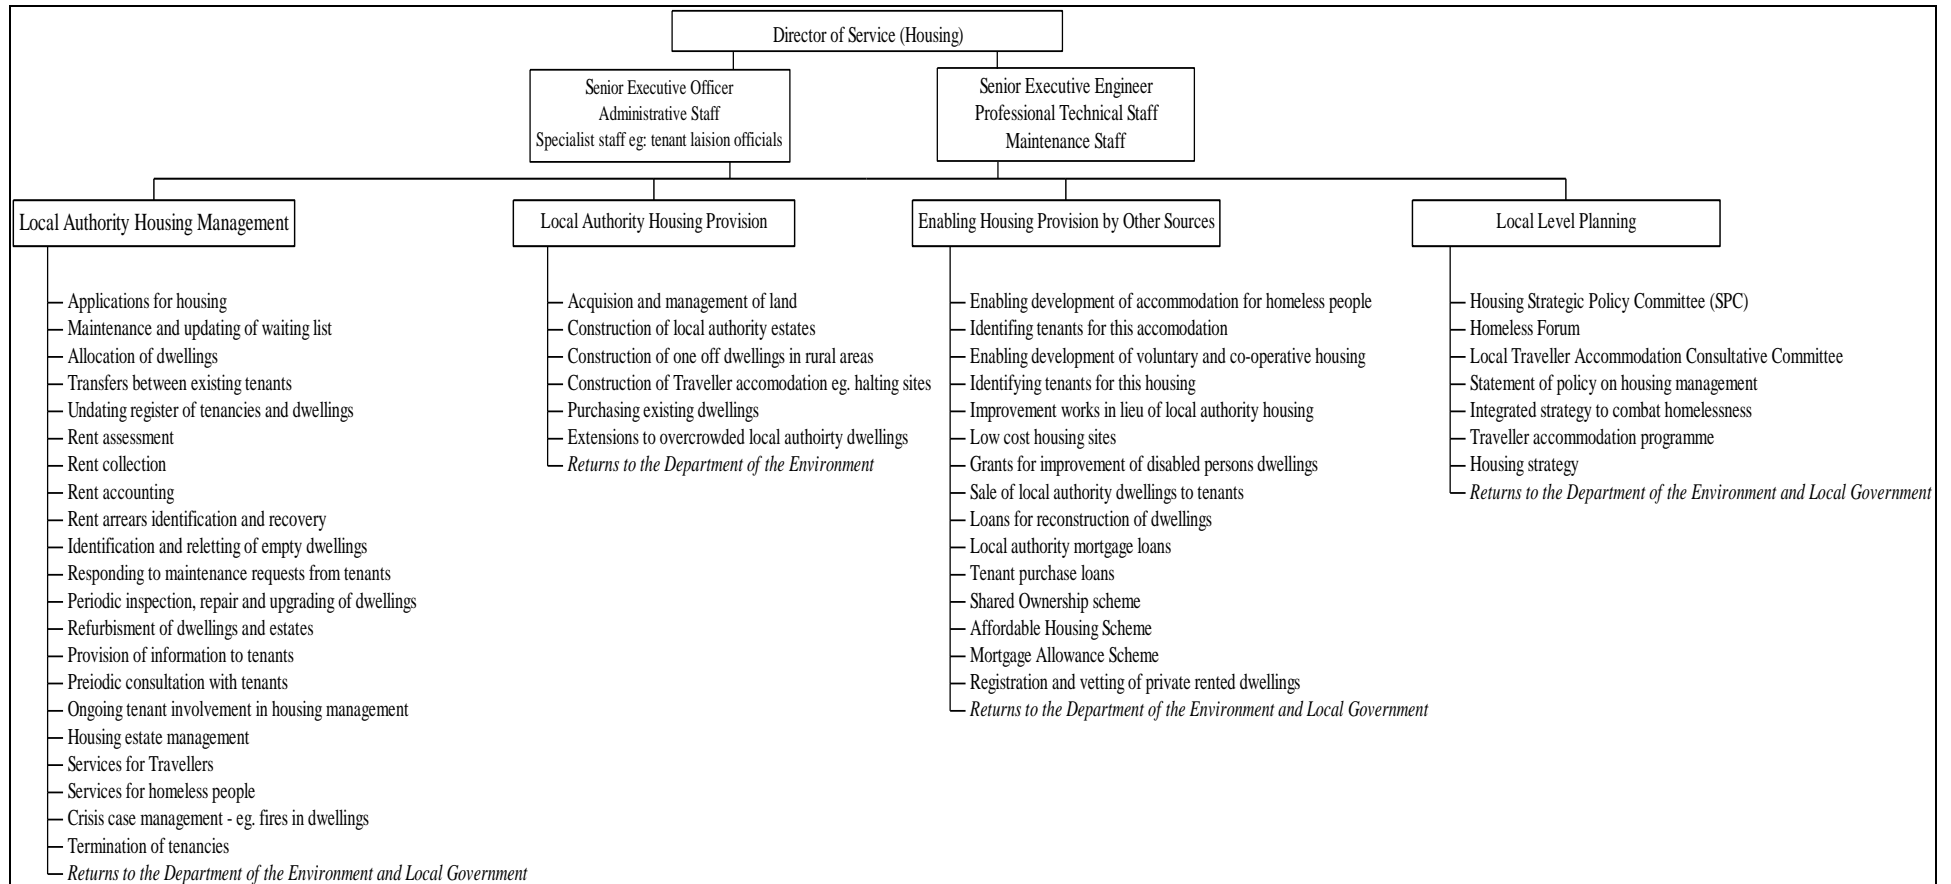 Director of Service (Housing)
Senior Executive Officer
Administrative Staff
Specialist staff eg: tenant laision officials
Senior Executive Engineer
Professional Technical Staff
Maintenance Staff
Local Authority Housing Management
Applications for housing
Maintenance and updating of waiting list
Allocation of dwellings
Transfers between existing tenants
Undating register of tenancies and dwellings
Rent assessment
Rent collection
Rent accounting
Rent arrears identification and recovery
Identification and reletting of empty dwellings
Responding to maintenance requests from tenants
Periodic inspection, repair and upgrading of dwellings
Refurbisment of dwellings and estates
Provision of information to tenants
Preiodic consultation with tenants
Ongoing tenant involvement in housing management
Housing estate management
Services for Travellers
Services for homeless people
Crisis case management - eg. fires in dwellings
Termination of tenancies
Returns to the Department of the Environment and Local Government
Local Authority Housing Provision
Acquision and management of land
Construction of local authority estates
Construction of one off dwellings in rural areas
Construction of Traveller accomodation eg. halting sites
Purchasing existing dwellings
Extensions to overcrowded local authoirty dwellings
Returns to the Department of the Environment
Enabling Housing Provision by Other Sources
Enabling development of accommodation for homeless people
Identifing tenants for this accomodation
Enabling development of voluntary and co-operative housing
Identifying tenants for this housing
Improvement works in lieu of local authority housing
Low cost housing sites
Grants for improvement of disabled persons dwellings
Sale of local authority dwellings to tenants
Loans for reconstruction of dwellings
Local authority mortgage loans
Tenant purchase loans
Shared Ownership scheme
Affordable Housing Scheme
Mortgage Allowance Scheme
Registration and vetting of private rented dwellings
Returns to the Department of the Environment and Local Government
Local Level Planning
Housing Strategic Policy Committee (SPC)
Homeless Forum
Local Traveller Accommodation Consultative Committee
Statement of policy on housing management
Integrated strategy to combat homelessness
Traveller accommodation programme
Housing strategy
Returns to the Department of the Environment and Local Government